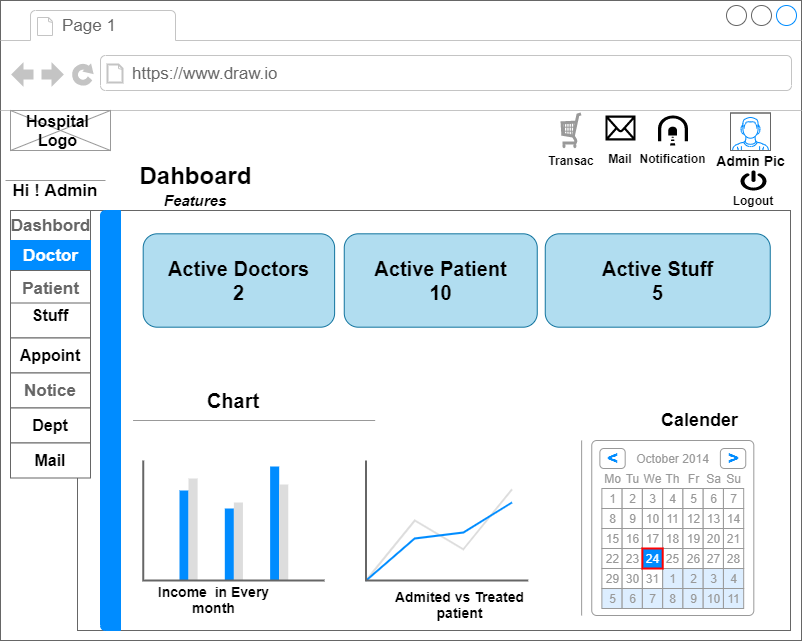 Page 1
https://www.draw.io
Hospital
Logo
Transac
Mail
Notification
Admin Pic
Logout
Hi ! Admin
Dahboard
Features
Dashbord
Doctor
Patient
Stuff
Appoint
Notice
Dept
Mail
Active Doctors
2
Active Patient
10
Active Stuff
5
Chart
Income in Every
month
Admited vs Treated
patient
Calender
< October 2014 >
Mo Tu We Th Fr Sa Su
1 2 3 4 5 6 7
8 9 10 11 12 13 14
15 16 17 18 19 20 21
22 23 24 25 26 27 28
29 30 31 1 2 3 4
5 6 7 8 9 10 11